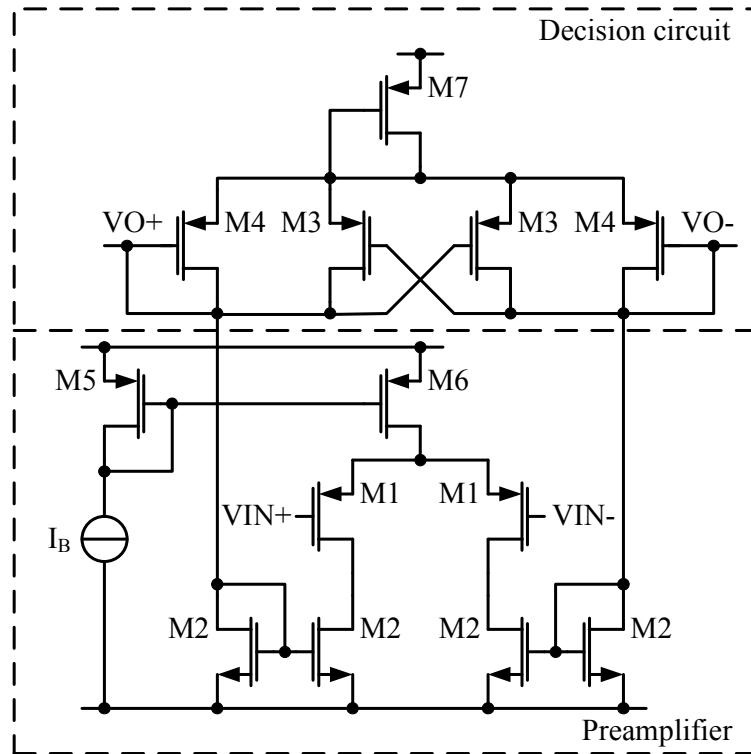 Decision circuit
M7
VO+ M4 M3 M3 M4 VO-
M5 M6
M1 M1
VIN+ VIN-
IB
M2 M2 M2 M2
Preamplifier